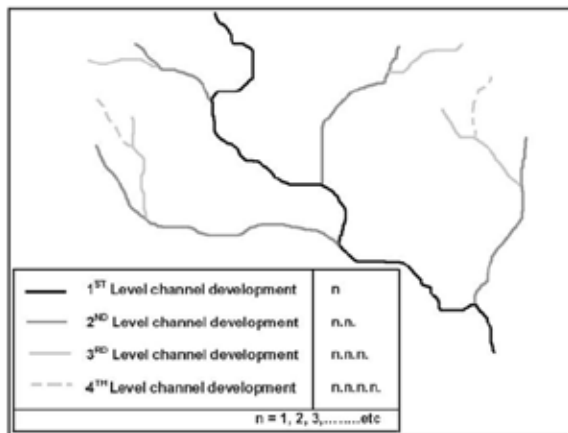 1ST Level channel development n
2ND Level channel development n.n.
3RD Level channel development n.n.n.
4TH Level channel development n.n.n.n.
n = 1, 2, 3,.........etc